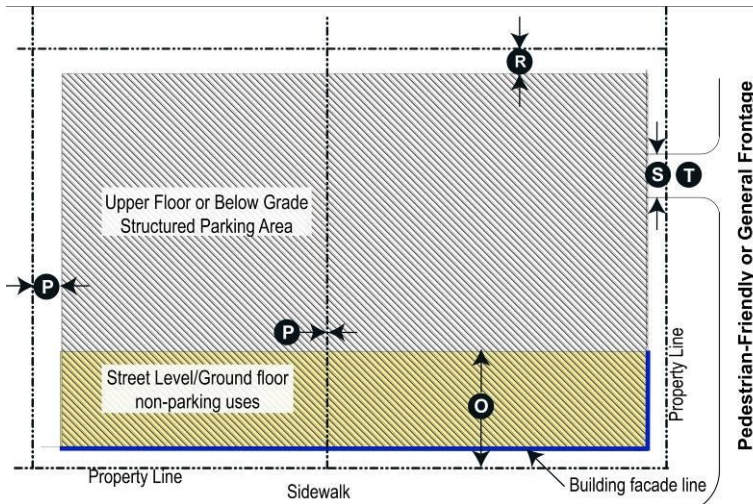 R
Pedestrian-Friendly or General Frontage
S T
Upper Floor or Below Grade
Structured Parking Area
P
P
Property Line
Street Level/Ground floor
non-parking uses
O
Property Line
Building facade line
Sidewalk